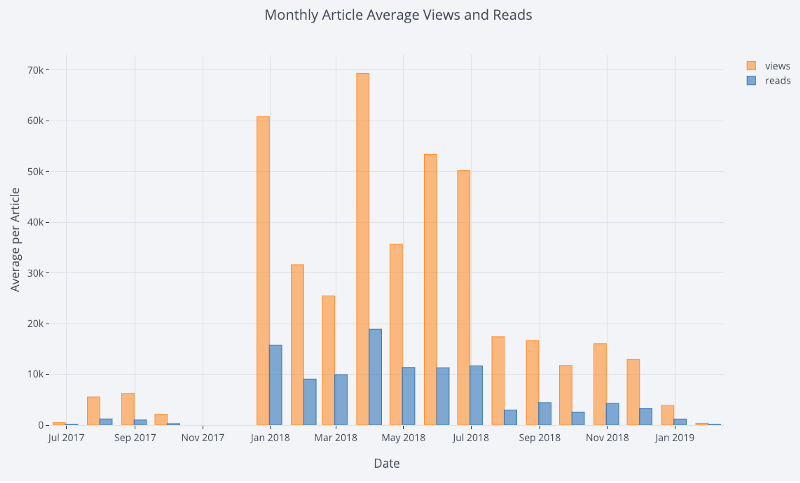 Monthly Article Average Views and Reads
views
reads
Average per Article
70k
60k
50k
40k
30k
20k
10k
0
Jul 2017 Sep 2017 Nov 2017 Jan 2018 Mar 2018 May 2018 Jul 2018 Sep 2018 Nov 2018 Jan 2019
Date